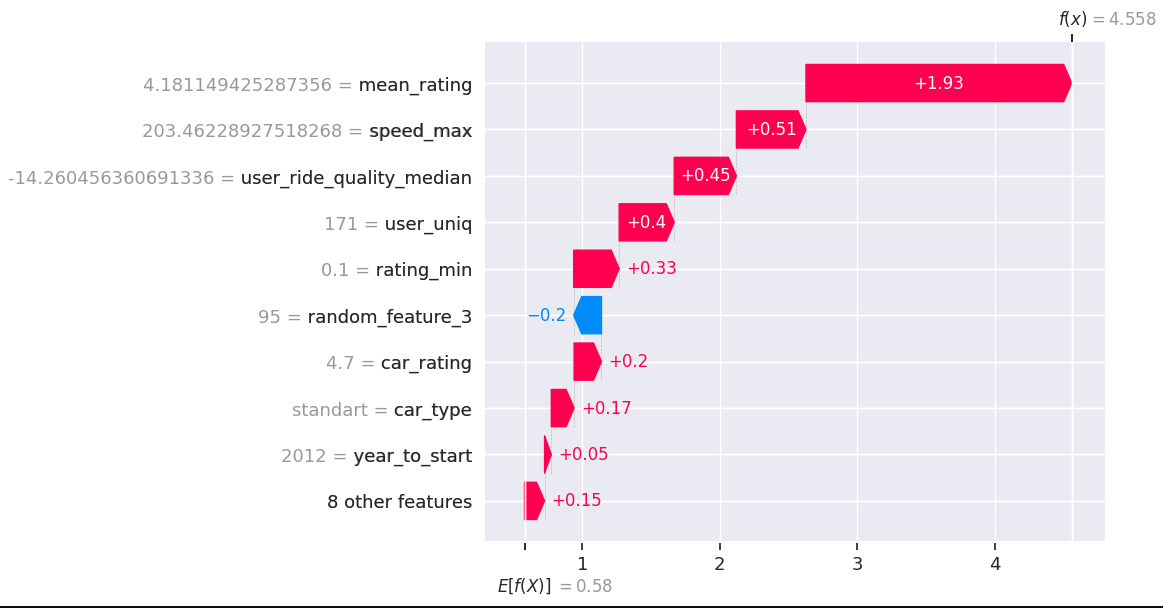 f(x) = 4.558
4.181149425287356 = mean_rating +1.93
203.46228927518268 = speed_max +0.51
-14.260456360691336 = user_ride_quality_median +0.45
171 = user_uniq +0.4
0.1 = rating_min +0.33
95 = random_feature_3 −0.2
4.7 = car_rating +0.2
standart = car_type +0.17
2012 = year_to_start +0.05
8 other features +0.15
1 2 3 4
E[f(X)] = 0.58